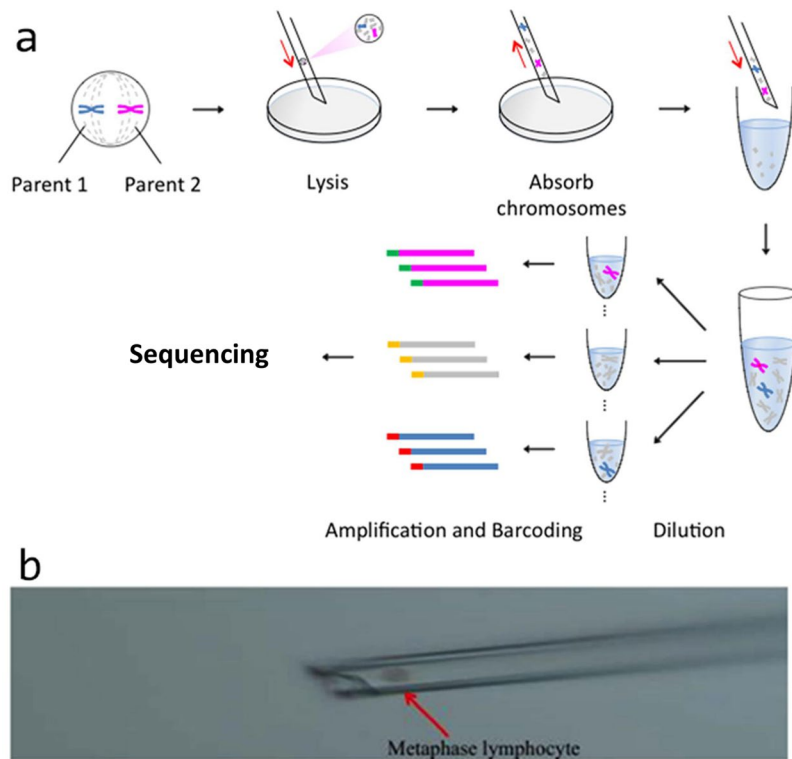 a
Parent 1
Parent 2
Lysis
Absorb
chromosomes
Sequencing
Amplification and Barcoding
Dilution
b
Metaphase lymphocyte